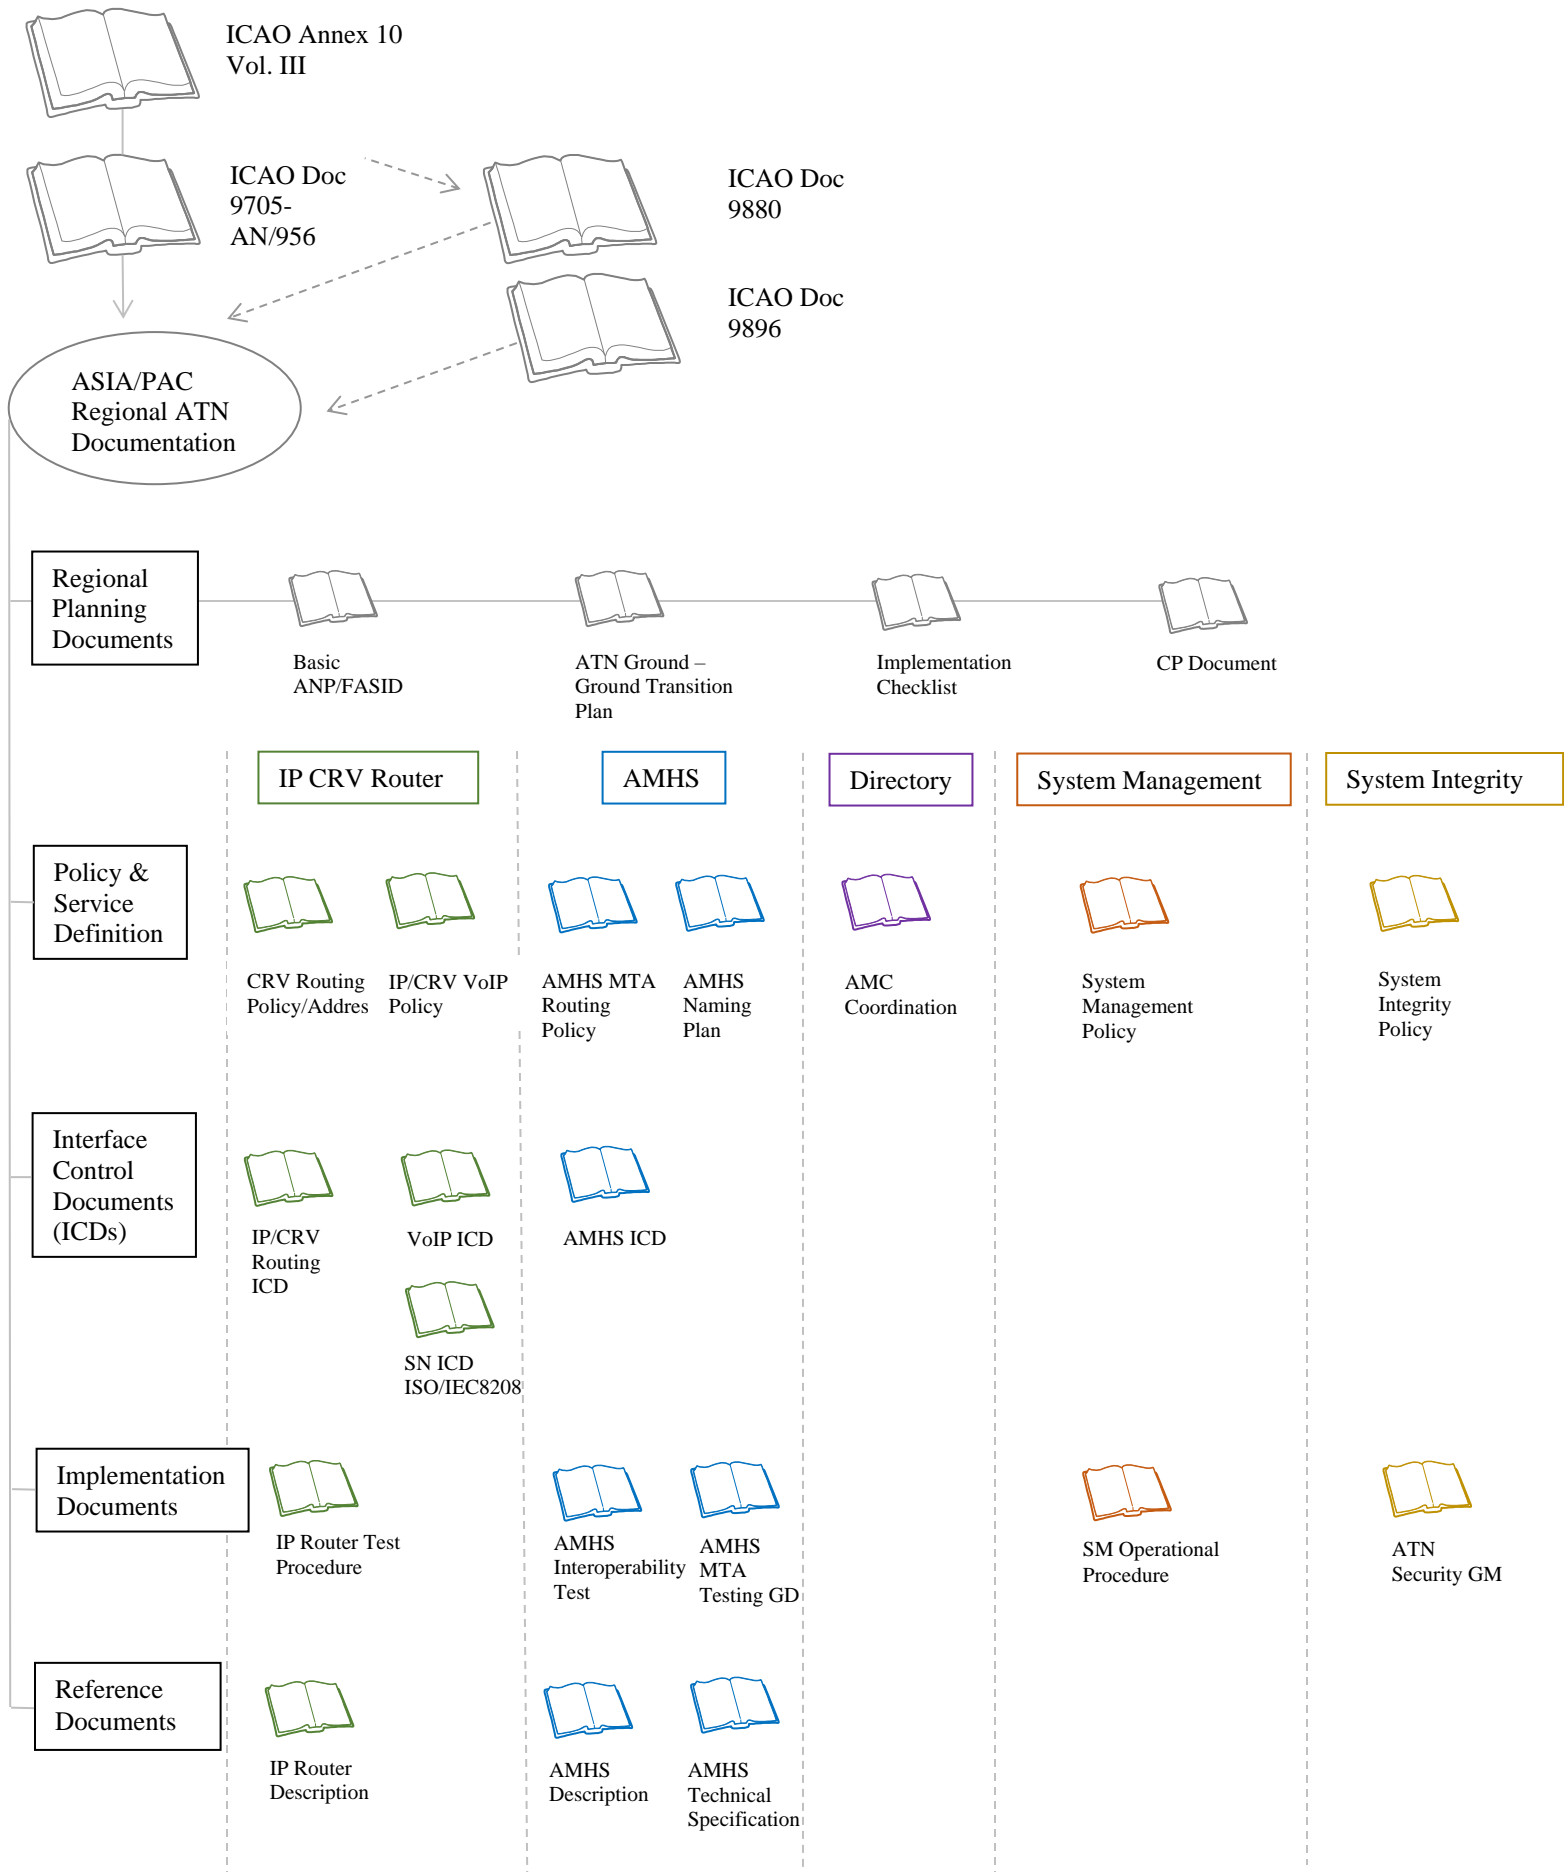 ICAO Annex 10
Vol. III
ICAO Doc
9705-
AN/956
ICAO Doc
9880
ICAO Doc
9896
ASIA/PAC
Regional ATN
Documentation
Regional
Planning
Documents
Basic
ANP/FASID
ATN Ground –
Ground Transition
Plan
Implementation
Checklist
CP Document
IP CRV Router
AMHS
Directory
System Management
System Integrity
Policy &
Service
Definition
CRV Routing
Policy/Addres
IP/CRV VoIP
Policy
AMHS MTA
Routing
Policy
AMHS
Naming
Plan
AMC
Coordination
System
Management
Policy
System
Integrity
Policy
Interface
Control
Documents
(ICDs)
IP/CRV
Routing
ICD
VoIP ICD
AMHS ICD
SN ICD
ISO/IEC8208
Implementation
Documents
IP Router Test
Procedure
AMHS
Interoperability
Test
AMHS
MTA
Testing GD
SM Operational
Procedure
ATN
Security GM
Reference
Documents
IP Router
Description
AMHS
Description
AMHS
Technical
Specification